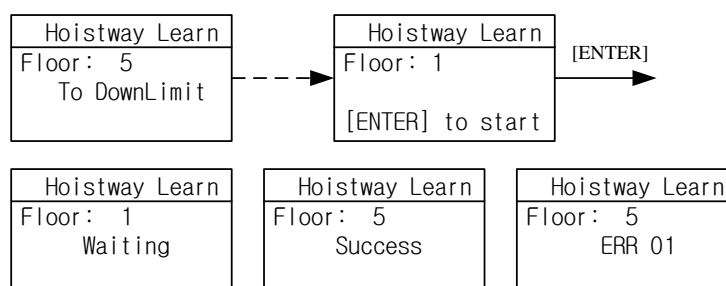 Hoistway Learn
Floor: 5
To DownLimit
Hoistway Learn
Floor: 1
[ENTER] to start
[ENTER]
Hoistway Learn
Floor: 1
Waiting
Hoistway Learn
Floor: 5
Success
Hoistway Learn
Floor: 5
ERR 01